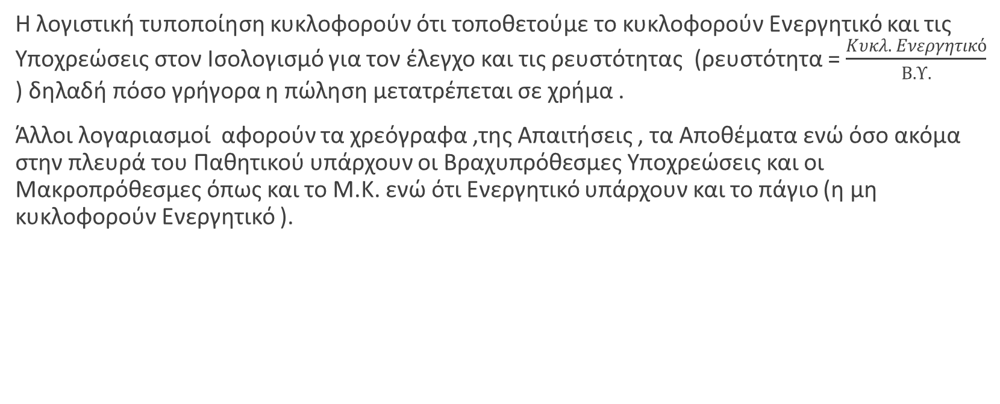 Η λογιστική τυποποίηση κυκλοφορούν ότι τοποθετούμε το κυκλοφορούν Ενεργητικό και τις
Υποχρεώσεις στον Ισολογισμό για τον έλεγχο και τις ρευστότητας (ρευστότητα = Κυκλ. Ενεργητικό / Β.Υ.
) δηλαδή πόσο γρήγορα η πώληση μετατρέπεται σε χρήμα .
Άλλοι λογαριασμοί αφορούν τα χρεόγραφα ,της Απαιτήσεις , τα Αποθέματα ενώ όσο ακόμα
στην πλευρά του Παθητικού υπάρχουν οι Βραχυπρόθεσμες Υποχρεώσεις και οι
Μακροπρόθεσμες όπως και το Μ.Κ. ενώ ότι Ενεργητικό υπάρχουν και το πάγιο (η μη
κυκλοφορούν Ενεργητικό ).